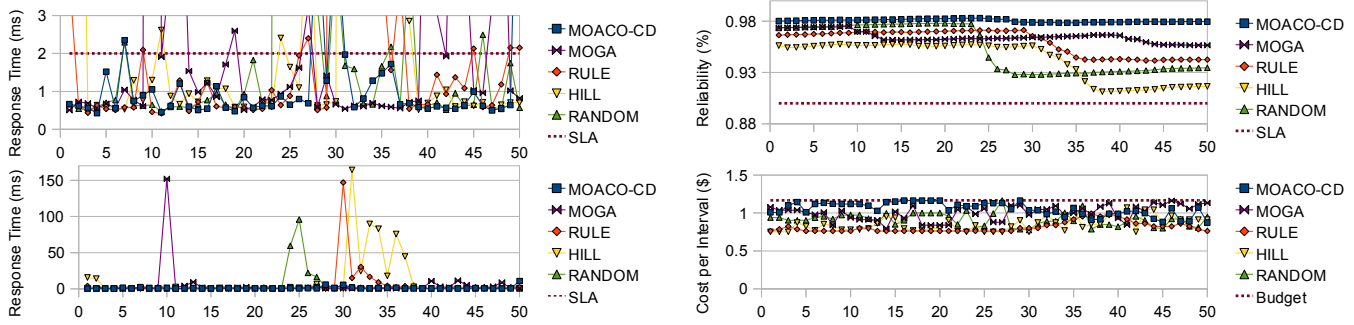 Response Time (ms)
3
2
1
0
0 5 10 15 20 25 30 35 40 45 50
MOACO-CD
MOGA
RULE
HILL
RANDOM
SLA
Reliability (%)
0.98
0.93
0.88
0 5 10 15 20 25 30 35 40 45 50
MOACO-CD
MOGA
RULE
HILL
RANDOM
SLA
Response Time (ms)
150
100
50
0
0 5 10 15 20 25 30 35 40 45 50
MOACO-CD
MOGA
RULE
HILL
RANDOM
SLA
Cost per Interval ($)
1.5
1
0.5
0
0 5 10 15 20 25 30 35 40 45 50
MOACO-CD
MOGA
RULE
HILL
RANDOM
Budget